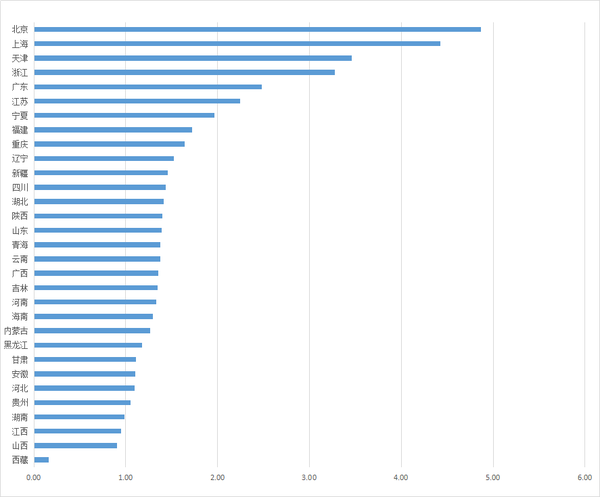 北京
上海
天津
浙江
广东
江苏
宁夏
福建
重庆
辽宁
新疆
四川
湖北
陕西
山东
青海
云南
广西
吉林
河南
海南
内蒙古
黑龙江
甘肃
安徽
河北
贵州
湖南
江西
山西
西藏
0.00 1.00 2.00 3.00 4.00 5.00 6.00